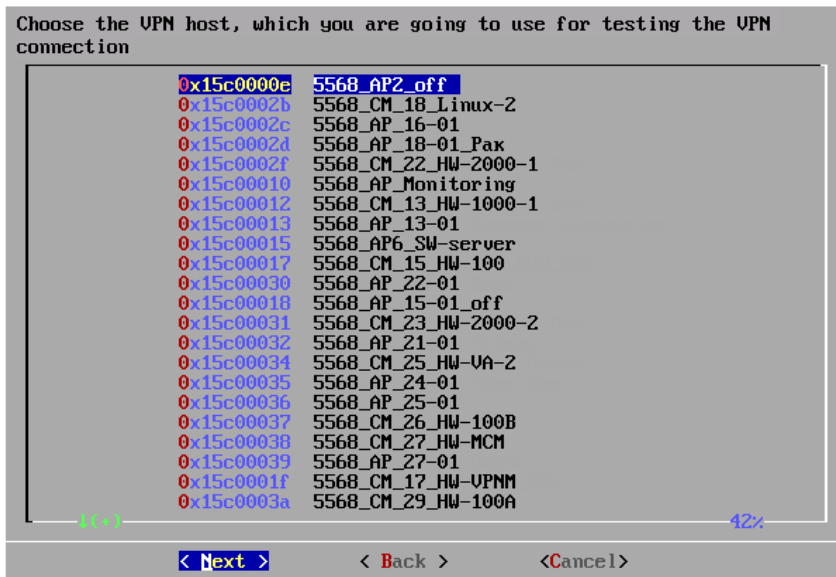 Choose the VPN host, which you are going to use for testing the VPN
connection
0x15c0000e 5568_AP2_off
0x15c0002b 5568_CM_18_Linux-2
0x15c0002c 5568_AP_16-01
0x15c0002d 5568_AP_18-01_Рак
0x15c0002f 5568_CM_22_HW-2000-1
0x15c00010 5568_AP_Monitoring
0x15c00012 5568_CM_13_HW-1000-1
0x15c00013 5568_AP_13-01
0x15c00015 5568_AP6_SW-server
0x15c00017 5568_CM_15_HW-100
0x15c00030 5568_AP_22-01
0x15c00018 5568_AP_15-01_off
0x15c00031 5568_CM_23_HW-2000-2
0x15c00032 5568_AP_21-01
0x15c00034 5568_CM_25_HW-VA-2
0x15c00035 5568_AP_24-01
0x15c00036 5568_AP_25-01
0x15c00037 5568_CM_26_HW-100B
0x15c00038 5568_CM_27_HW-MCM
0x15c00039 5568_AP_27-01
0x15c0001f 5568_CM_17_HW-VPNM
0x15c0003a 5568_CM_29_HW-100A
↓(+) 42%
< Next > < Back > <Cancel>